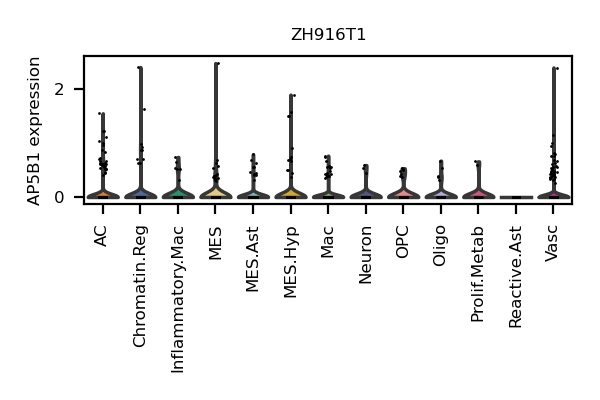 ZH916T1
AP5B1 expression
2
0
AC
Chromatin.Reg
Inflammatory.Mac
MES
MES.Ast
MES.Hyp
Mac
Neuron
OPC
Oligo
Prolif.Metab
Reactive.Ast
Vasc